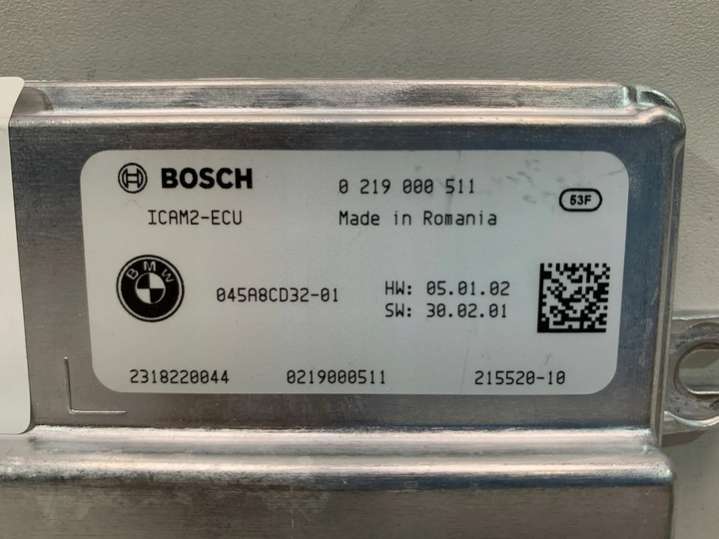 BOSCH 0 219 000 511
53F
ICAM2-ECU Made in Romania
BMW 045A8CD32-01 HW: 05.01.02
SW: 30.02.01
2318220044 0219000511 215520-10